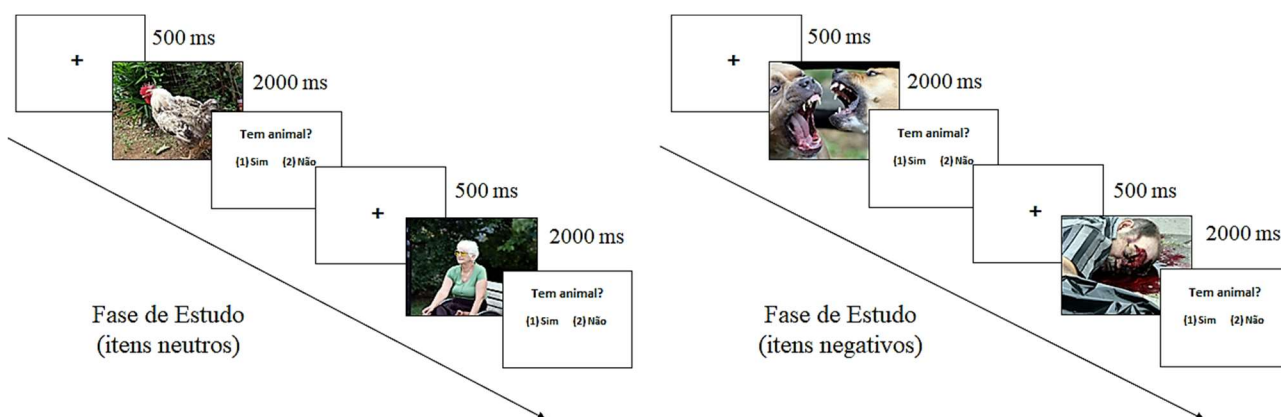 +
500 ms
2000 ms
Tem animal?
(1) Sim (2) Não
+
500 ms
2000 ms
Tem animal?
(1) Sim (2) Não
Fase de Estudo
(itens neutros)
+
500 ms
2000 ms
Tem animal?
(1) Sim (2) Não
+
500 ms
2000 ms
Tem animal?
(1) Sim (2) Não
Fase de Estudo
(itens negativos)